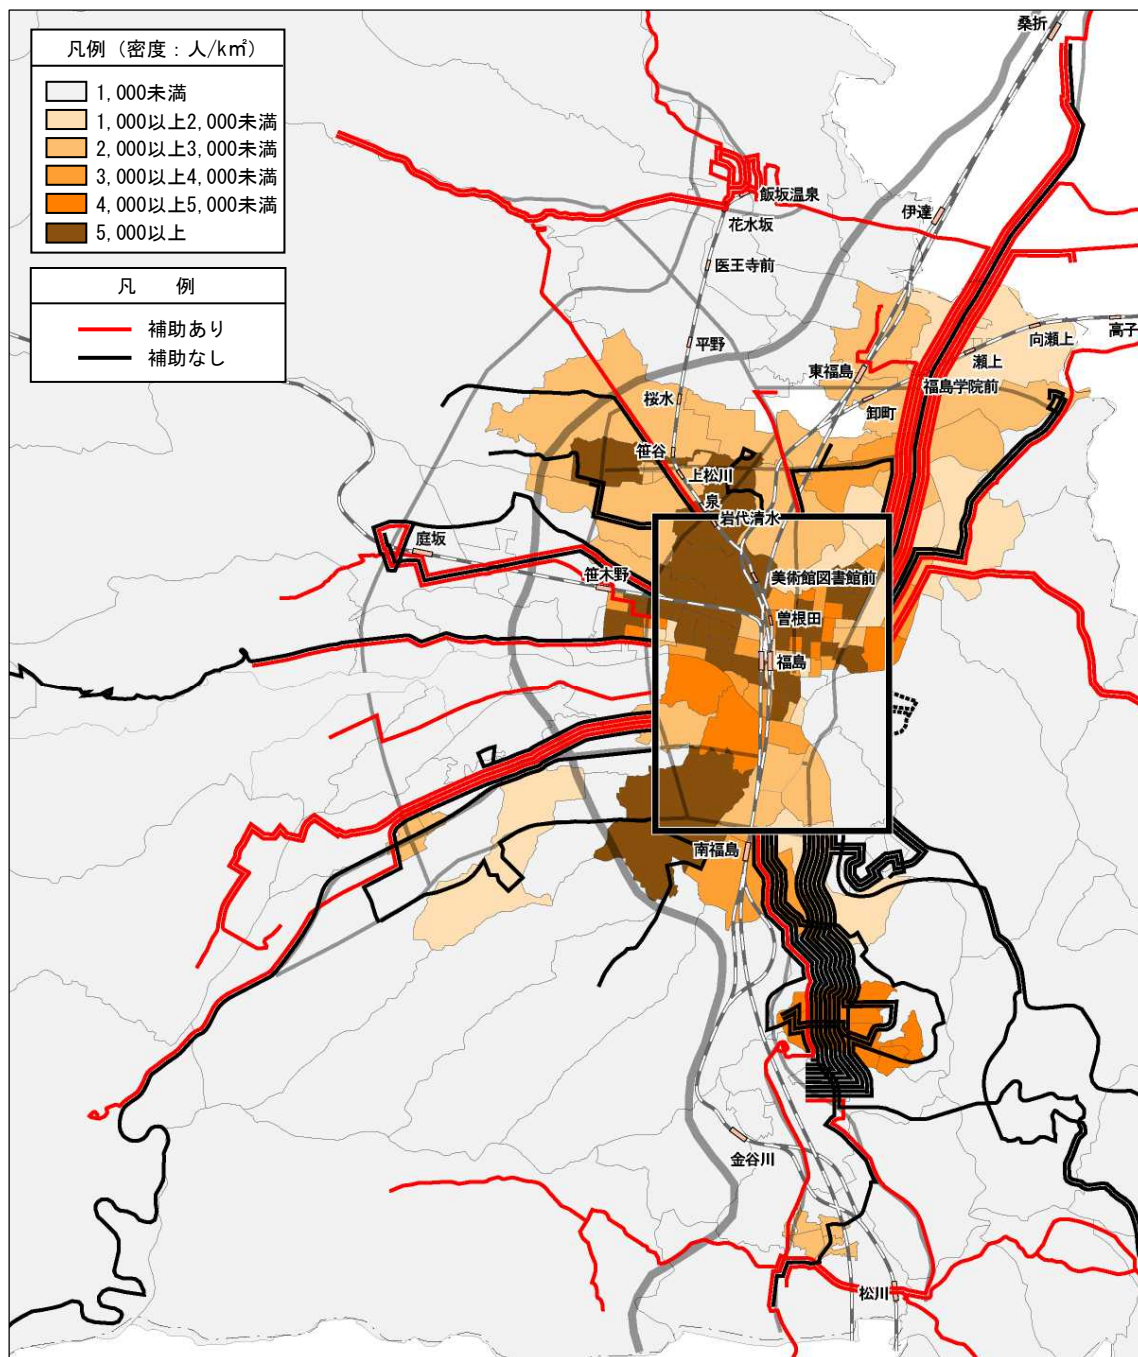 凡例（密度：人/k㎡）
1,000未満
1,000以上2,000未満
2,000以上3,000未満
3,000以上4,000未満
4,000以上5,000未満
5,000以上
凡　例
補助あり
補助なし
桑折
飯坂温泉
伊達
花水坂
医王寺前
向瀬上
高子
平野
瀬上
東福島
福島学院前
桜水
卸町
笹谷
上松川
泉
岩代清水
庭坂
笹木野
美術館図書館前
曽根田
福島
南福島
金谷川
松川